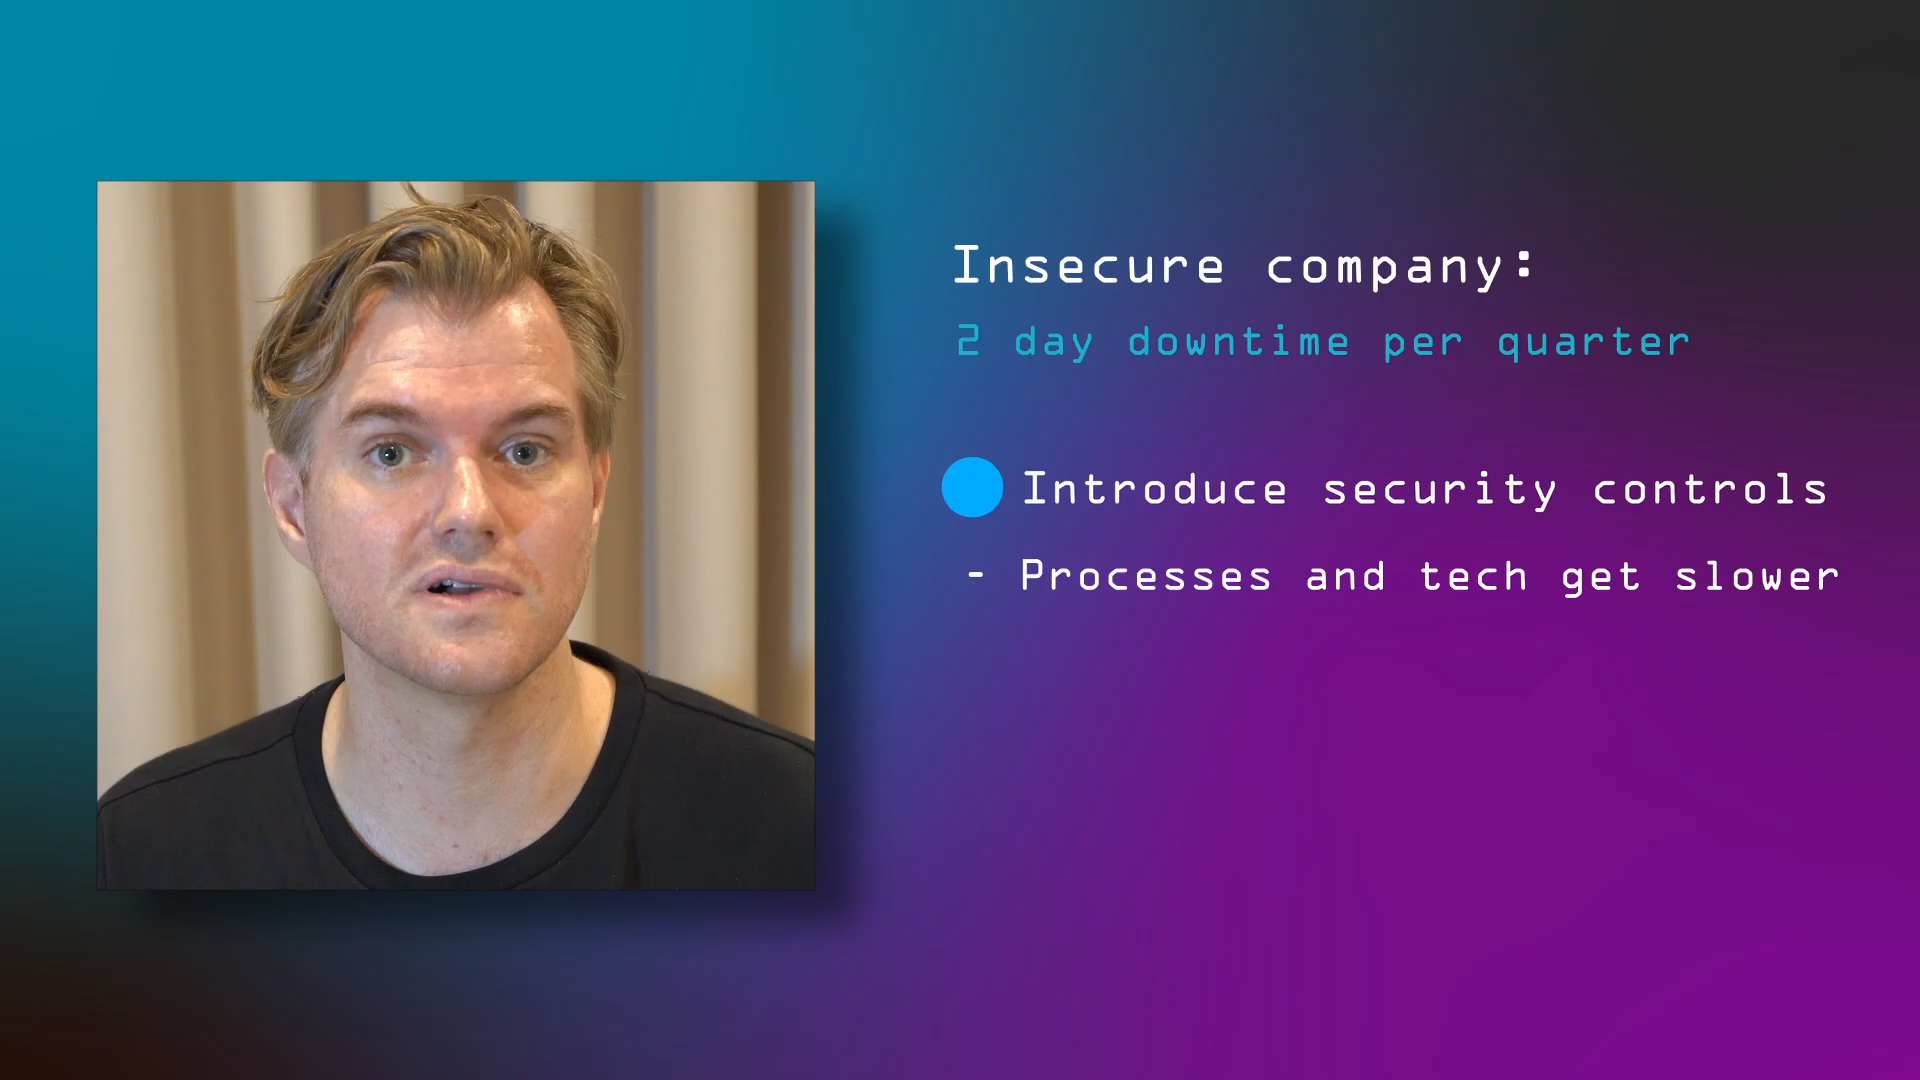 Insecure company:
2 day downtime per quarter
Introduce security controls
- Processes and tech get slower